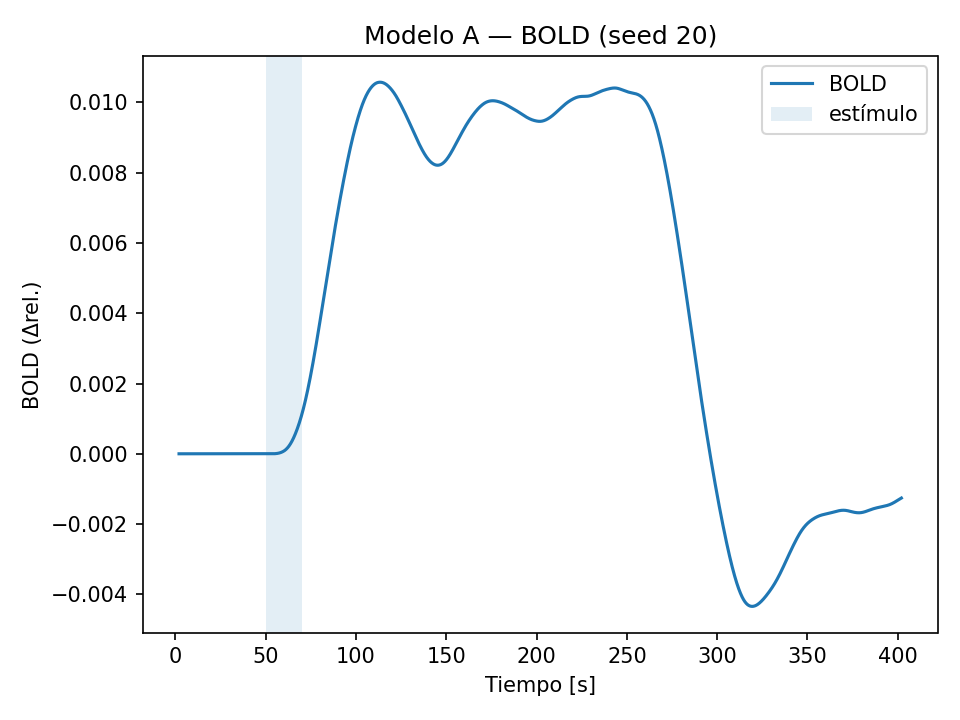 Modelo A — BOLD (seed 20)
BOLD
estímulo
0.010
0.008
0.006
0.004
0.002
0.000
−0.002
−0.004
BOLD (Δrel.)
0 50 100 150 200 250 300 350 400
Tiempo [s]